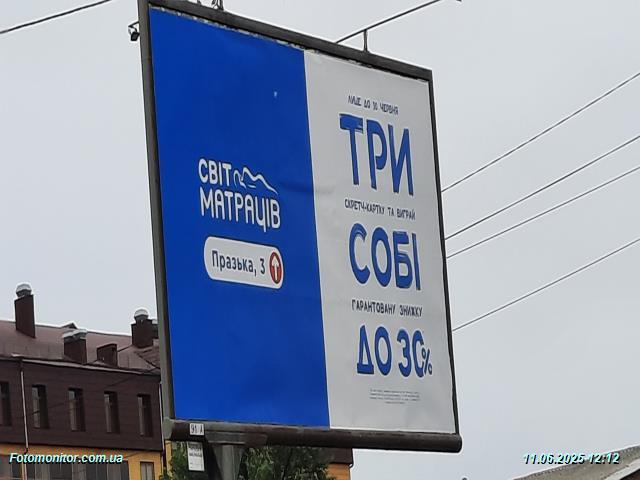 СВІТ
МАТРАЦІВ
Празька, 3
ЛИШЕ ДО 30 ЧЕРВНЯ
ТРИ
СКРЕТЧ-КАРТКУ ТА ВИГРАЙ
СОБІ
ГАРАНТОВАНУ ЗНИЖКУ
ДО 30%
91 А
Fotomonitor.com.ua
11.06.2025 12:12